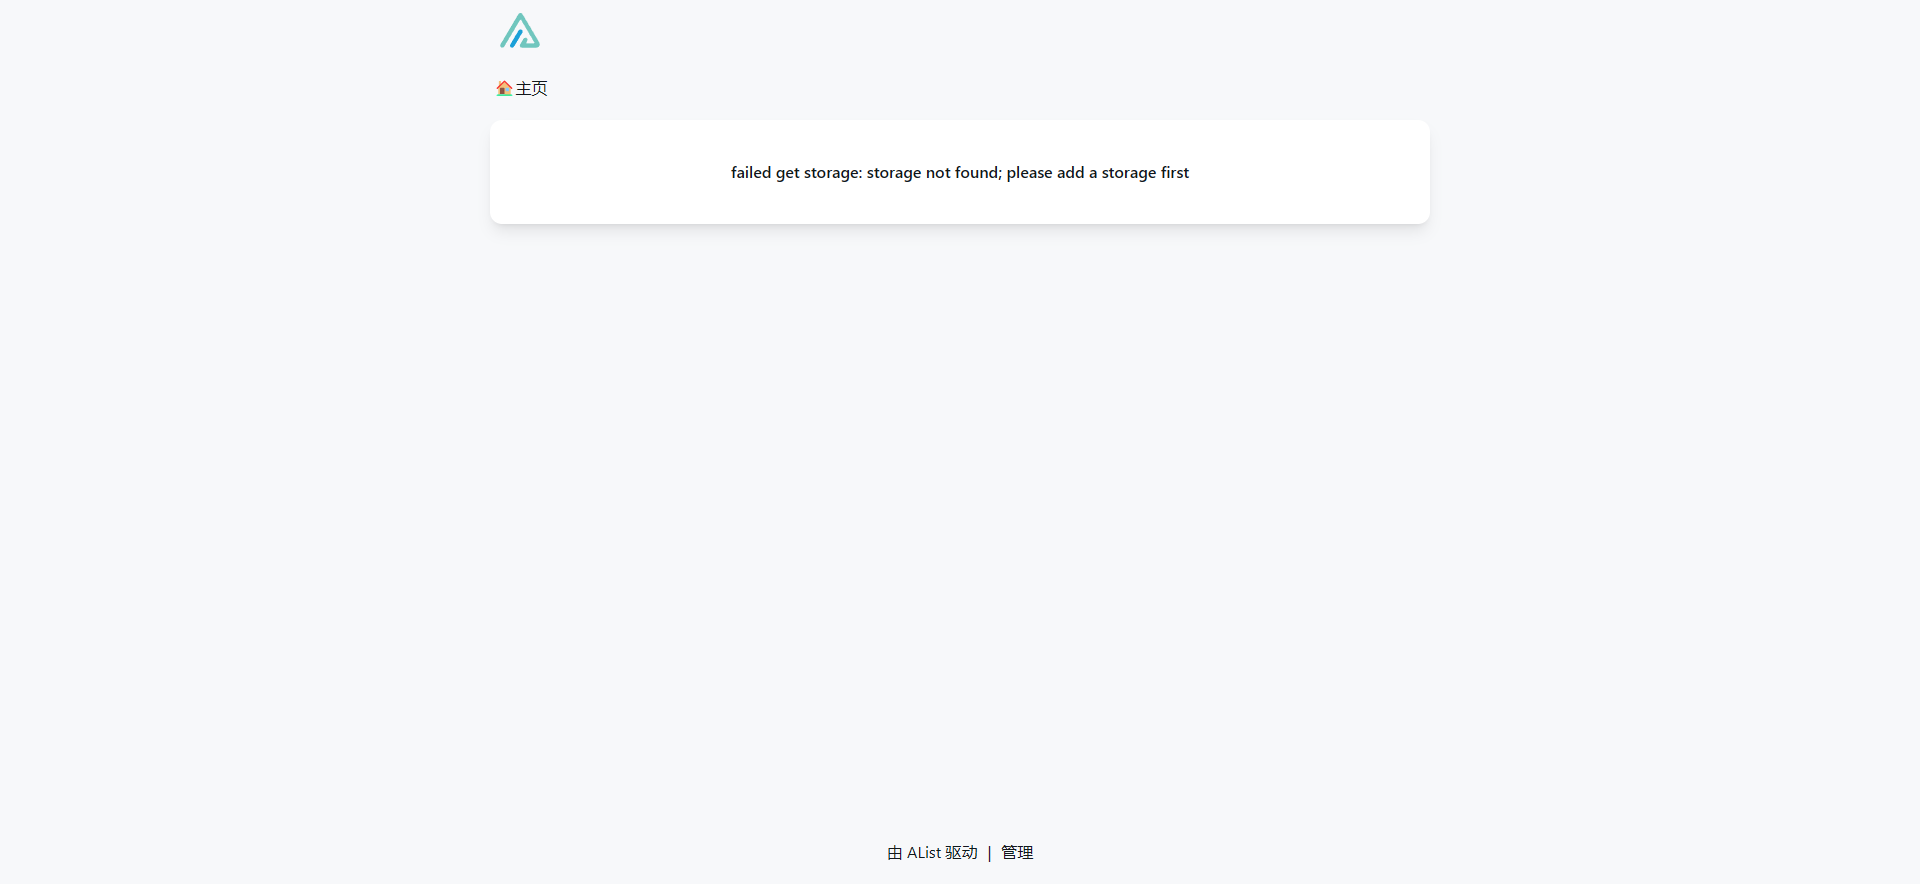 主页
failed get storage: storage not found; please add a storage first
由 AList 驱动 | 管理